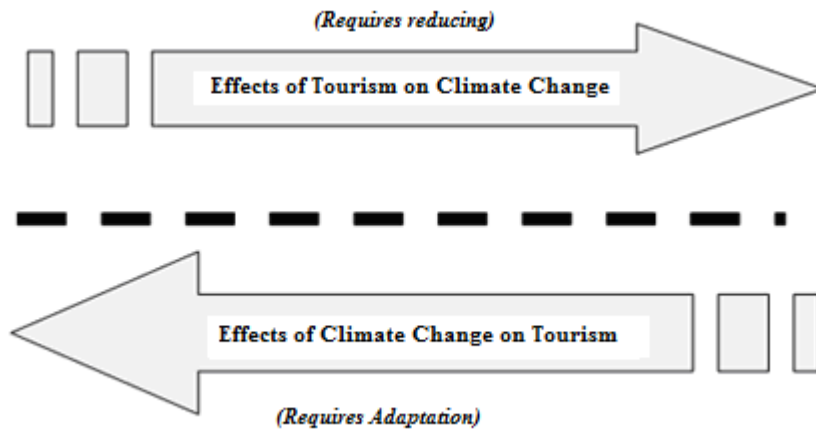 (Requires reducing)
Effects of Tourism on Climate Change
Effects of Climate Change on Tourism
(Requires Adaptation)